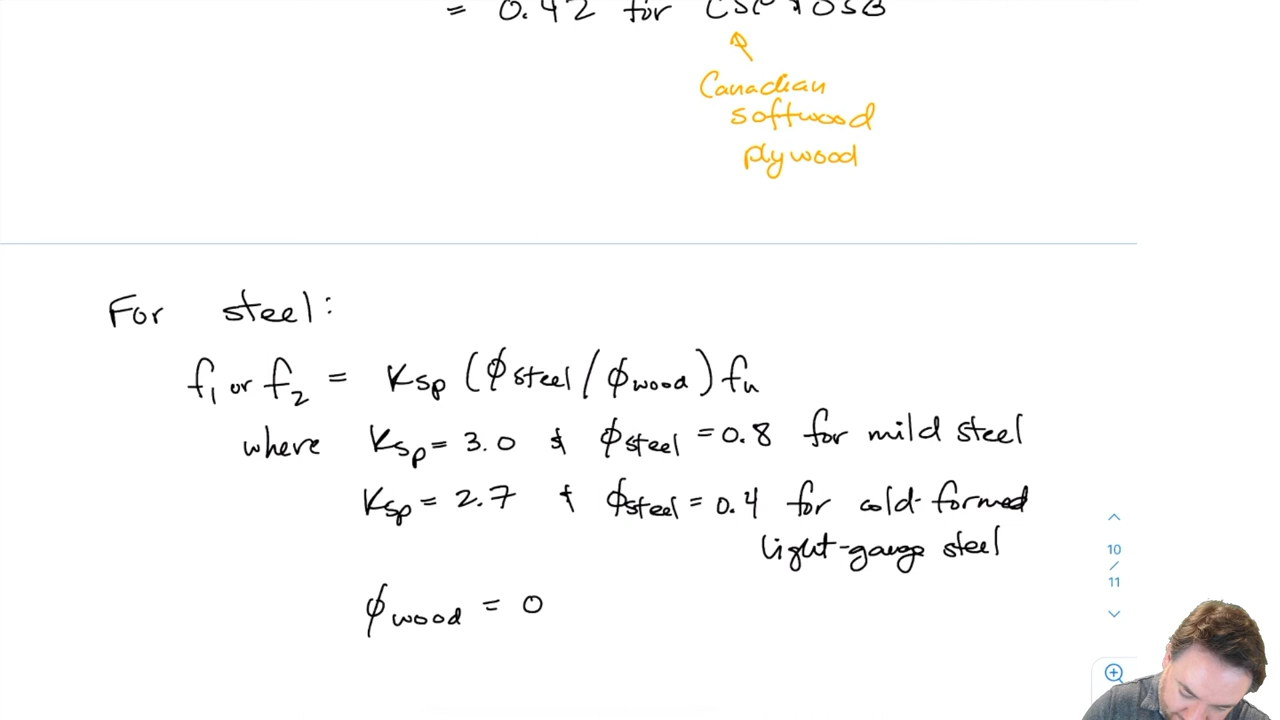 = 0.42 for CSP & OSB
Canadian
softwood
plywood
For steel:
f₁ or f₂ = Ksp (ϕsteel / ϕwood) fu
where Ksp = 3.0 & ϕsteel = 0.8 for mild steel
Ksp = 2.7 & ϕsteel = 0.4 for cold-formed
light-gauge steel
ϕwood = 0
10
/
11